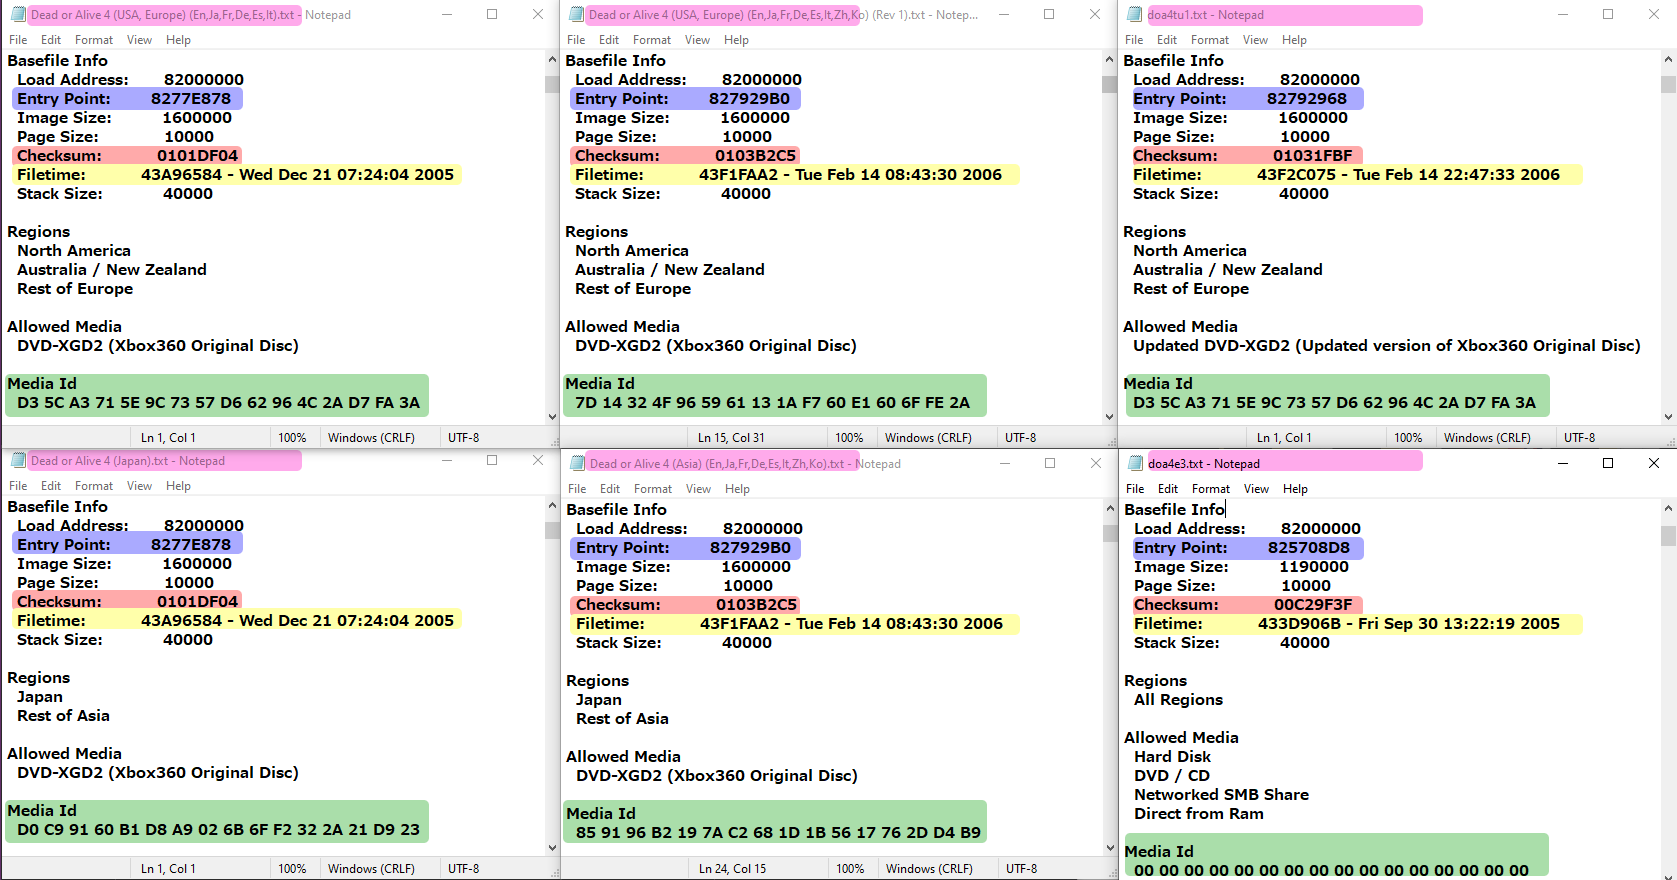 Dead or Alive 4 (USA, Europe) (En,Ja,Fr,De,Es,It).txt - Notepad
File Edit Format View Help
Basefile Info
Load Address: 82000000
Entry Point: 8277E878
Image Size: 1600000
Page Size: 10000
Checksum: 0101DF04
Filetime: 43A96584 - Wed Dec 21 07:24:04 2005
Stack Size: 40000
Regions
North America
Australia / New Zealand
Rest of Europe
Allowed Media
DVD-XGD2 (Xbox360 Original Disc)
Media Id
D3 5C A3 71 5E 9C 73 57 D6 62 96 4C 2A D7 FA 3A
Ln 1, Col 1 100% Windows (CRLF) UTF-8
Dead or Alive 4 (USA, Europe) (En,Ja,Fr,De,Es,It,Zh,Ko) (Rev 1).txt - Notep...
File Edit Format View Help
Basefile Info
Load Address: 82000000
Entry Point: 827929B0
Image Size: 1600000
Page Size: 10000
Checksum: 0103B2C5
Filetime: 43F1FAA2 - Tue Feb 14 08:43:30 2006
Stack Size: 40000
Regions
North America
Australia / New Zealand
Rest of Europe
Allowed Media
DVD-XGD2 (Xbox360 Original Disc)
Media Id
7D 14 32 4F 96 59 61 13 1A F7 60 E1 60 6F FE 2A
Ln 15, Col 31 100% Windows (CRLF) UTF-8
doa4tu1.txt - Notepad
File Edit Format View Help
Basefile Info
Load Address: 82000000
Entry Point: 82792968
Image Size: 1600000
Page Size: 10000
Checksum: 01031FBF
Filetime: 43F2C075 - Tue Feb 14 22:47:33 2006
Stack Size: 40000
Regions
North America
Australia / New Zealand
Rest of Europe
Allowed Media
Updated DVD-XGD2 (Updated version of Xbox360 Original Disc)
Media Id
D3 5C A3 71 5E 9C 73 57 D6 62 96 4C 2A D7 FA 3A
Ln 1, Col 1 100% Windows (CRLF) UTF-8
Dead or Alive 4 (Japan).txt - Notepad
File Edit Format View Help
Basefile Info
Load Address: 82000000
Entry Point: 8277E878
Image Size: 1600000
Page Size: 10000
Checksum: 0101DF04
Filetime: 43A96584 - Wed Dec 21 07:24:04 2005
Stack Size: 40000
Regions
Japan
Rest of Asia
Allowed Media
DVD-XGD2 (Xbox360 Original Disc)
Media Id
D0 C9 91 60 B1 D8 A9 02 6B 6F F2 32 2A 21 D9 23
Ln 1, Col 1 100% Windows (CRLF) UTF-8
Dead or Alive 4 (Asia) (En,Ja,Fr,De,Es,It,Zh,Ko).txt - Notepad
File Edit Format View Help
Basefile Info
Load Address: 82000000
Entry Point: 827929B0
Image Size: 1600000
Page Size: 10000
Checksum: 0103B2C5
Filetime: 43F1FAA2 - Tue Feb 14 08:43:30 2006
Stack Size: 40000
Regions
Japan
Rest of Asia
Allowed Media
DVD-XGD2 (Xbox360 Original Disc)
Media Id
85 91 96 B2 19 7A C2 68 1D 1B 56 17 76 2D D4 B9
Ln 24, Col 15 100% Windows (CRLF) UTF-8
doa4e3.txt - Notepad
File Edit Format View Help
Basefile Info
Load Address: 82000000
Entry Point: 825708D8
Image Size: 1190000
Page Size: 10000
Checksum: 00C29F3F
Filetime: 433D906B - Fri Sep 30 13:22:19 2005
Stack Size: 40000
Regions
All Regions
Allowed Media
Hard Disk
DVD / CD
Networked SMB Share
Direct from Ram
Media Id
00 00 00 00 00 00 00 00 00 00 00 00 00 00 00 00